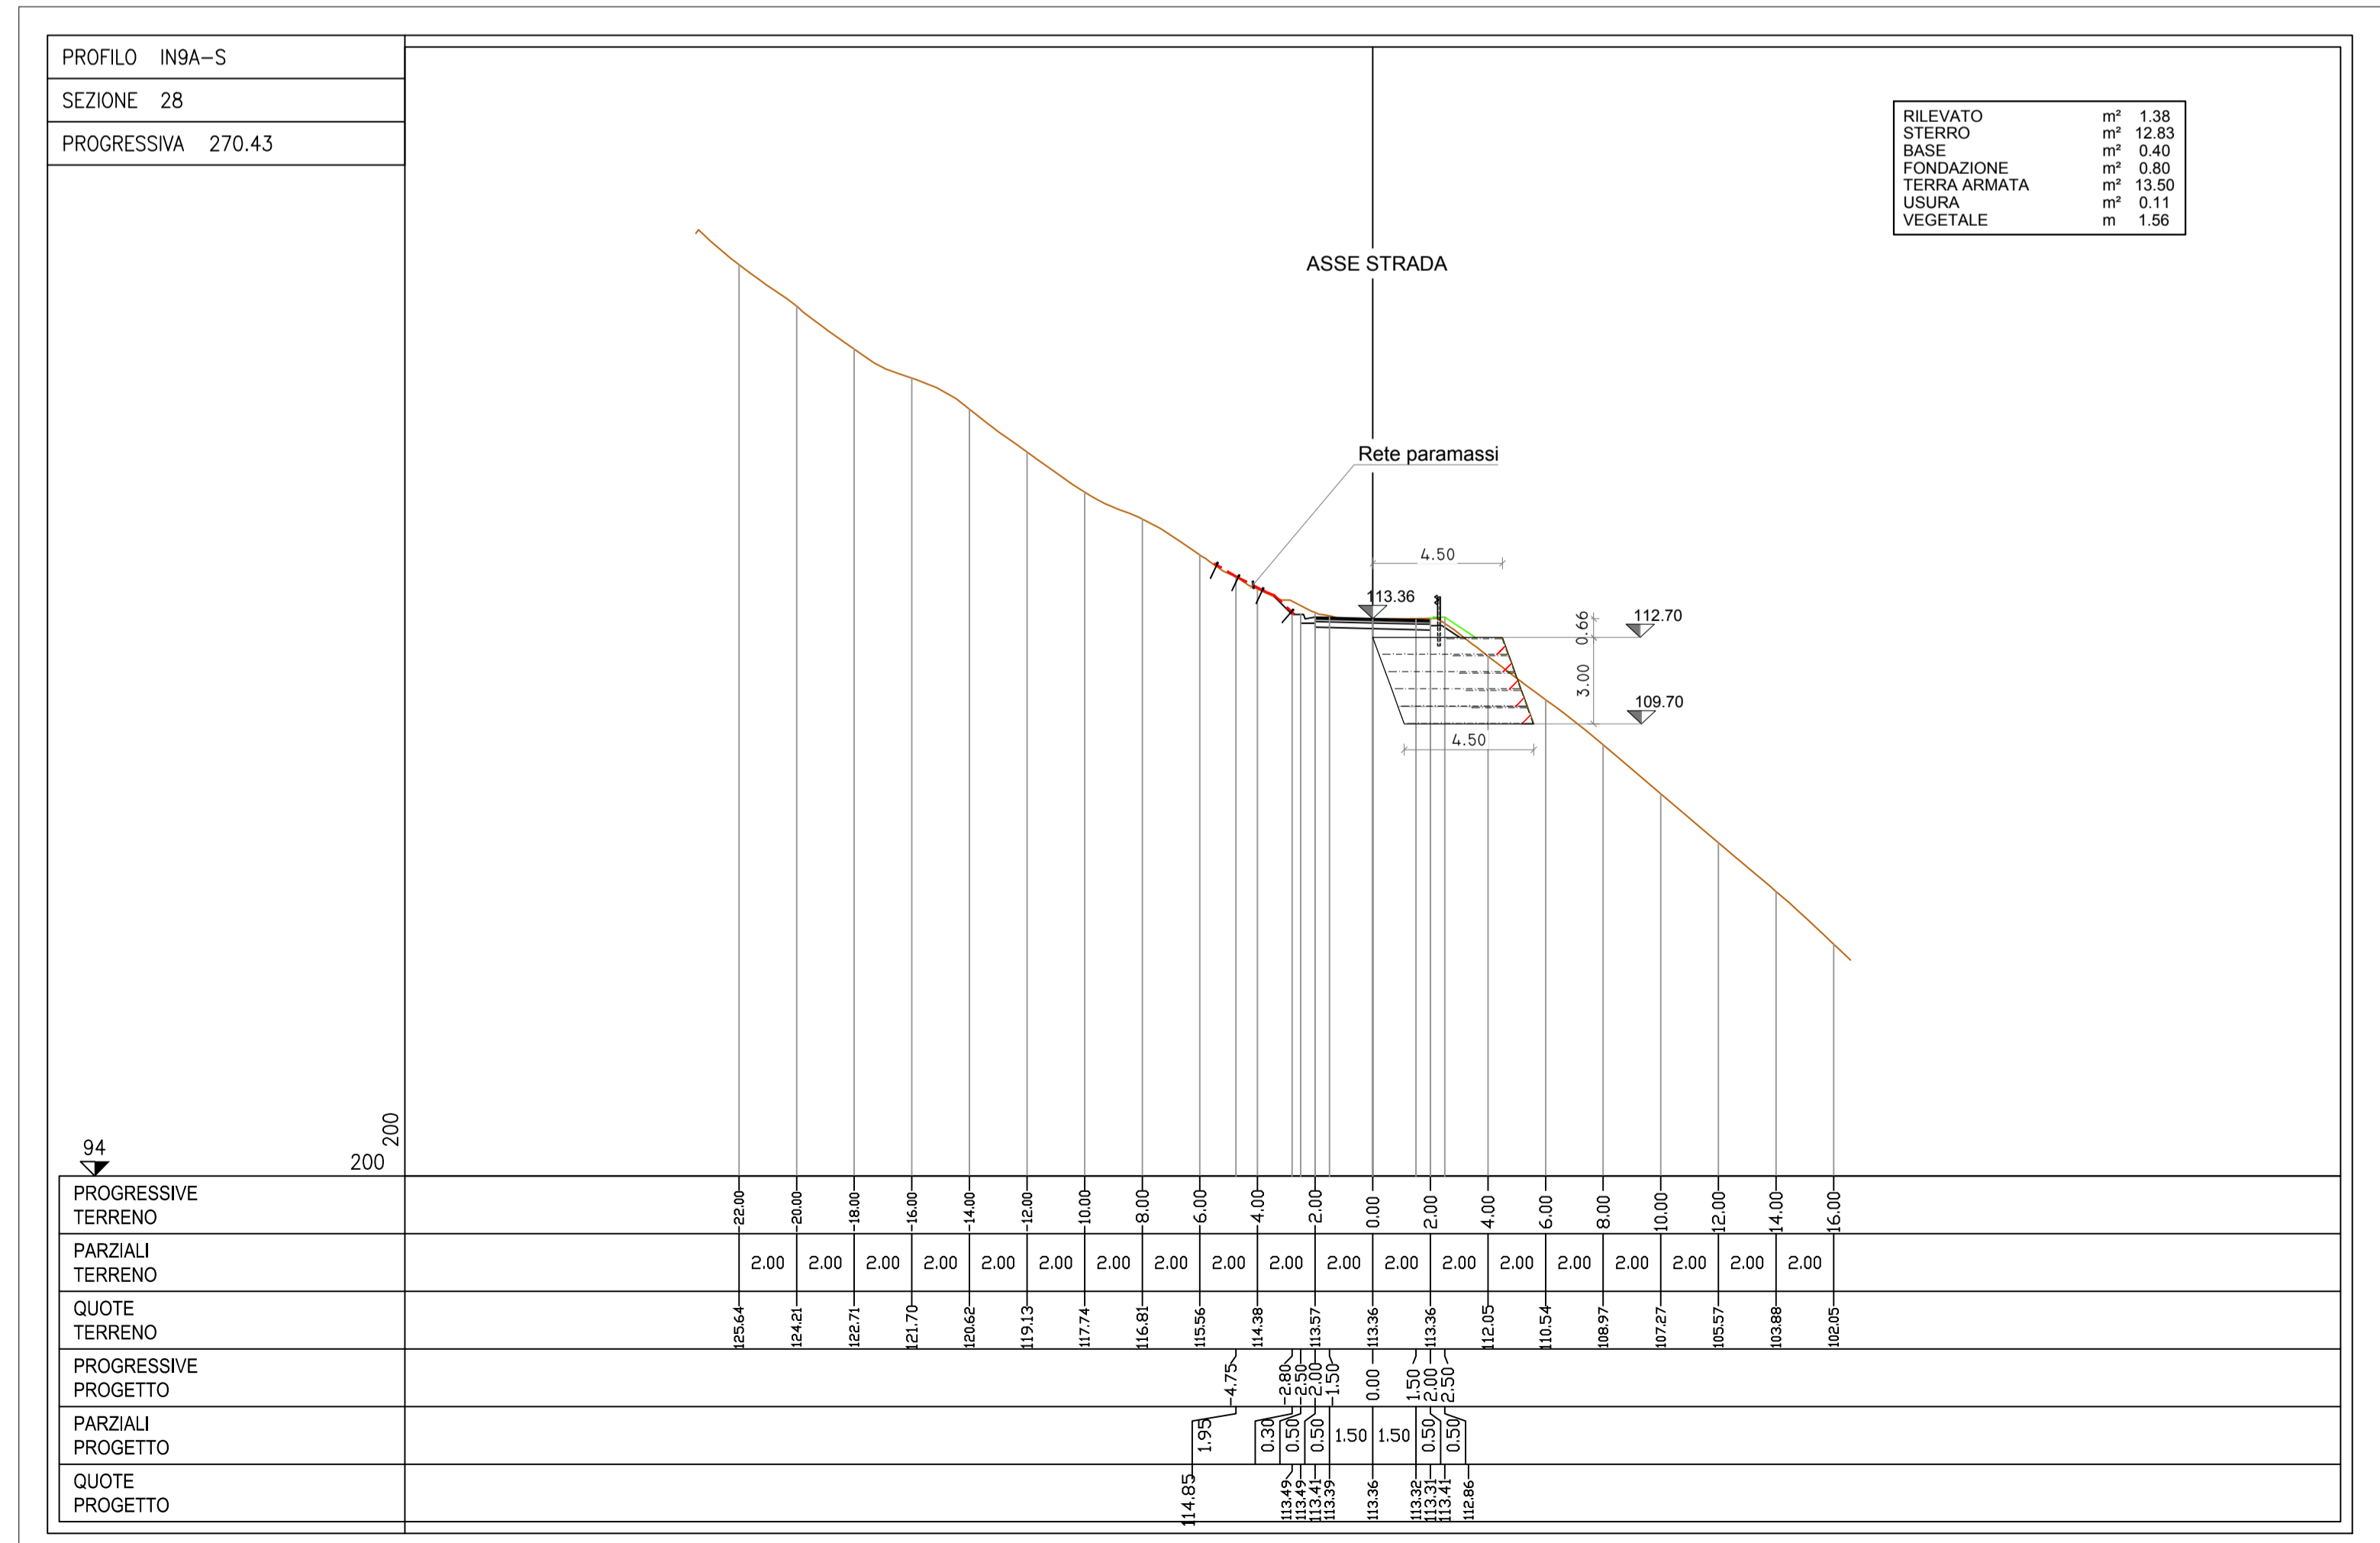 PROFILO IN9A-S
SEZIONE 28
PROGRESSIVA 270.43
RILEVATO m² 1.38
STERRO m² 12.83
BASE m² 0.40
FONDAZIONE m² 0.80
TERRA ARMATA m² 13.50
USURA m² 0.11
VEGETALE m 1.56
ASSE STRADA
Rete paramassi
4.50
113.36
0.66
112.70
3.00
109.70
4.50
94
200
200
PROGRESSIVE
TERRENO
-22.00 -20.00 -18.00 -16.00 -14.00 -12.00 -10.00 -8.00 -6.00 -4.00 -2.00 0.00 2.00 4.00 6.00 8.00 10.00 12.00 14.00 16.00
PARZIALI
TERRENO
2.00 2.00 2.00 2.00 2.00 2.00 2.00 2.00 2.00 2.00 2.00 2.00 2.00 2.00 2.00 2.00 2.00 2.00 2.00
QUOTE
TERRENO
125.64 124.21 122.71 121.70 120.62 119.13 117.74 116.81 115.56 114.38 113.57 113.36 113.36 112.05 110.54 108.97 107.27 105.57 103.88 102.05
PROGRESSIVE
PROGETTO
-4.75 -2.80 -2.50 -2.00 -1.50 0.00 1.50 2.00 2.50
PARZIALI
PROGETTO
1.95 0.30 0.50 0.50 1.50 1.50 0.50 0.50
QUOTE
PROGETTO
114.85 113.49 113.49 113.41 113.39 113.36 113.32 113.31 113.41 112.86